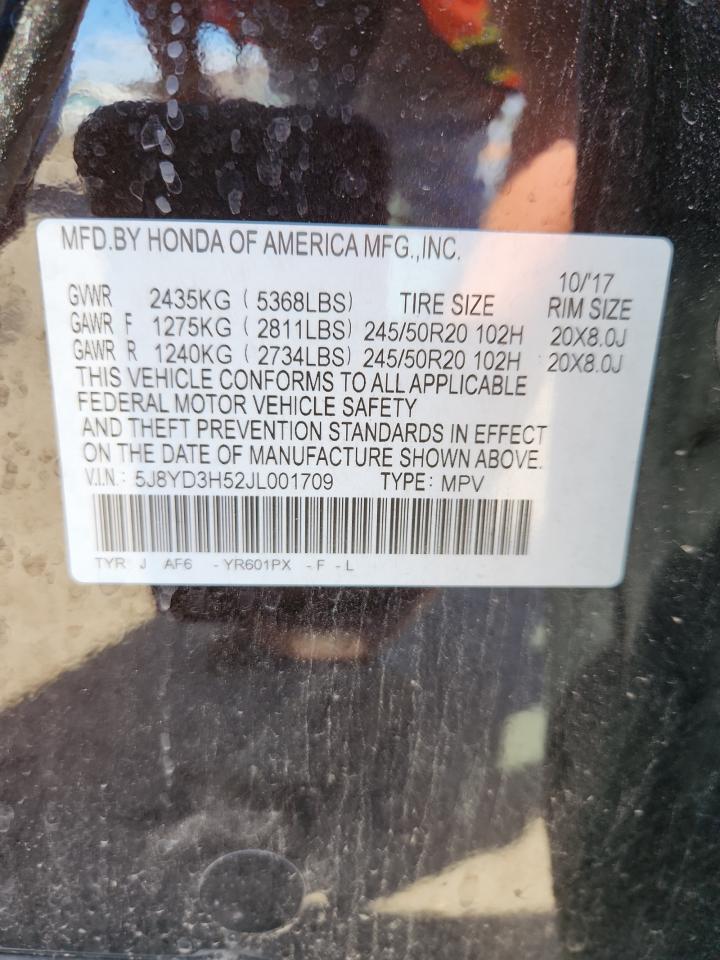 MFD.BY HONDA OF AMERICA MFG.,INC.
10/'17
GVWR 2435KG ( 5368LBS) TIRE SIZE RIM SIZE
GAWR F 1275KG ( 2811LBS) 245/50R20 102H 20X8.0J
GAWR R 1240KG ( 2734LBS) 245/50R20 102H 20X8.0J
THIS VEHICLE CONFORMS TO ALL APPLICABLE
FEDERAL MOTOR VEHICLE SAFETY
AND THEFT PREVENTION STANDARDS IN EFFECT
ON THE DATE OF MANUFACTURE SHOWN ABOVE.
V.I.N.: 5J8YD3H52JL001709 TYPE: MPV
TYR: J AF6 -YR601PX -F -L